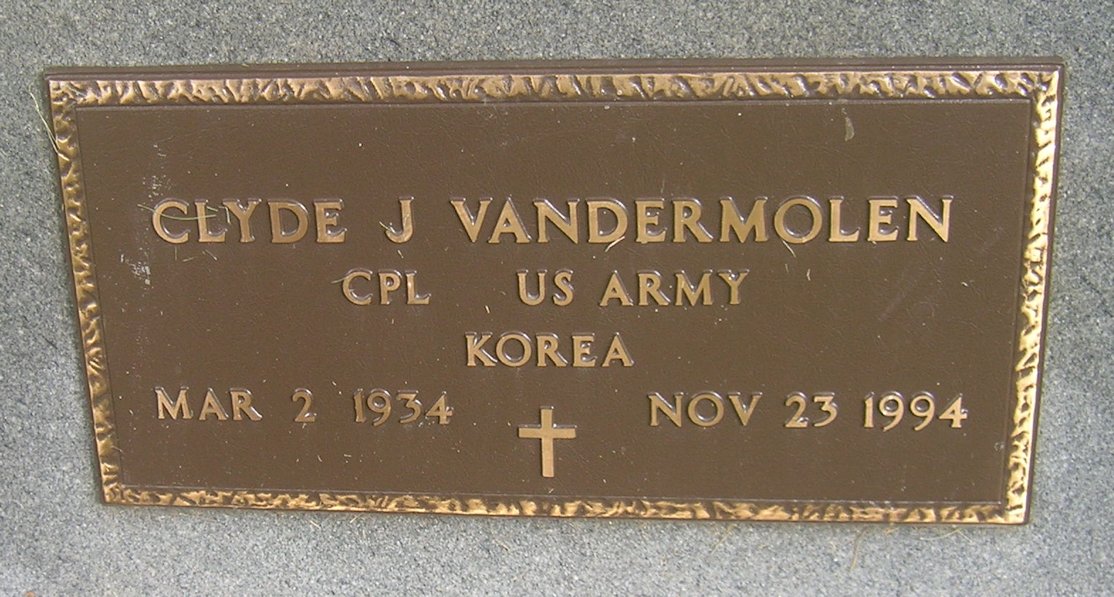 CLYDE J VANDERMOLEN
CPL US ARMY
KOREA
MAR 2 1934 NOV 23 1994